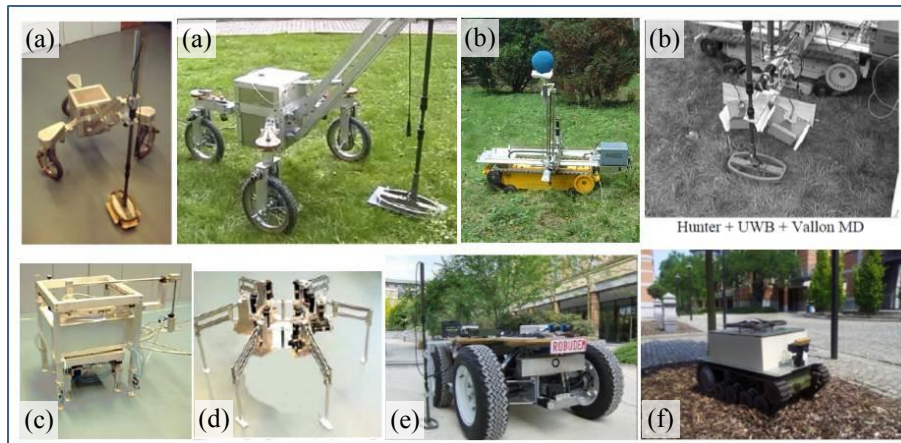 (a)
(a)
(b)
(b)
Hunter + UWB + Vallon MD
(c)
(d)
(e)
ROBUDEM
(f)